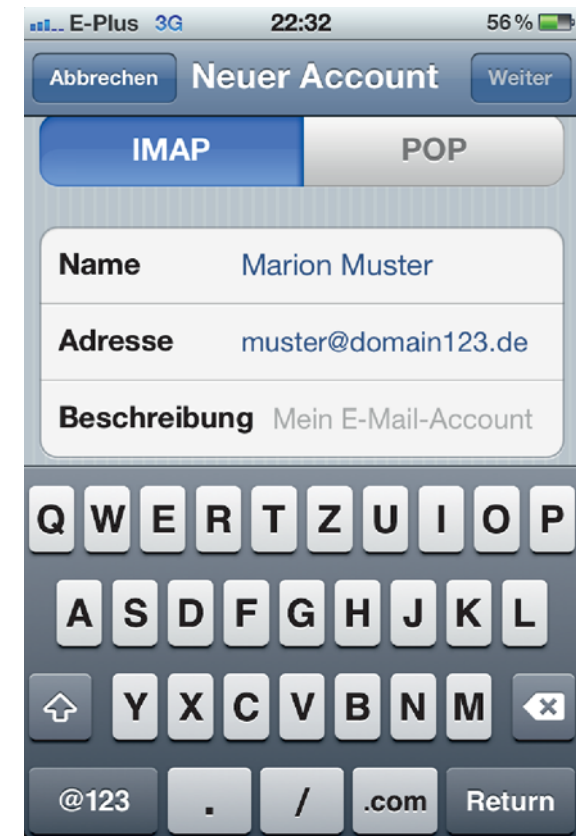 E-Plus 3G 22:32 56 %
Abbrechen Neuer Account Weiter
IMAP POP
Name Marion Muster
Adresse muster@domain123.de
Beschreibung Mein E-Mail-Account
Q W E R T Z U I O P
A S D F G H J K L
Y X C V B N M
@123 . / .com Return